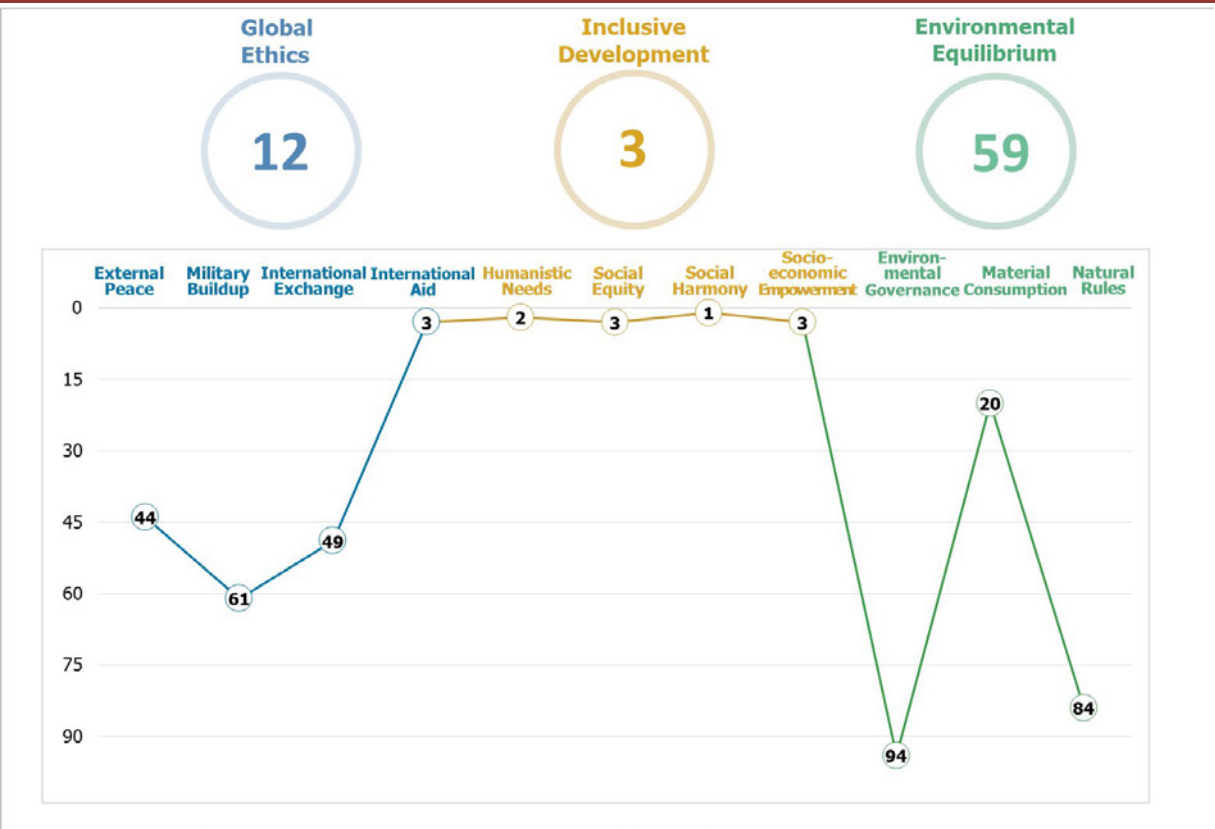 Global
Ethics
Inclusive
Development
Environmental
Equilibrium
12
3
59
External
Peace
Military
Buildup
International
Exchange
International
Aid
Humanistic
Needs
Social
Equity
Social
Harmony
Socio-
economic
Empowerment
Environ-
mental
Governance
Material
Consumption
Natural
Rules
0
15
30
45
60
75
90
44
61
49
3
2
3
1
3
94
20
84